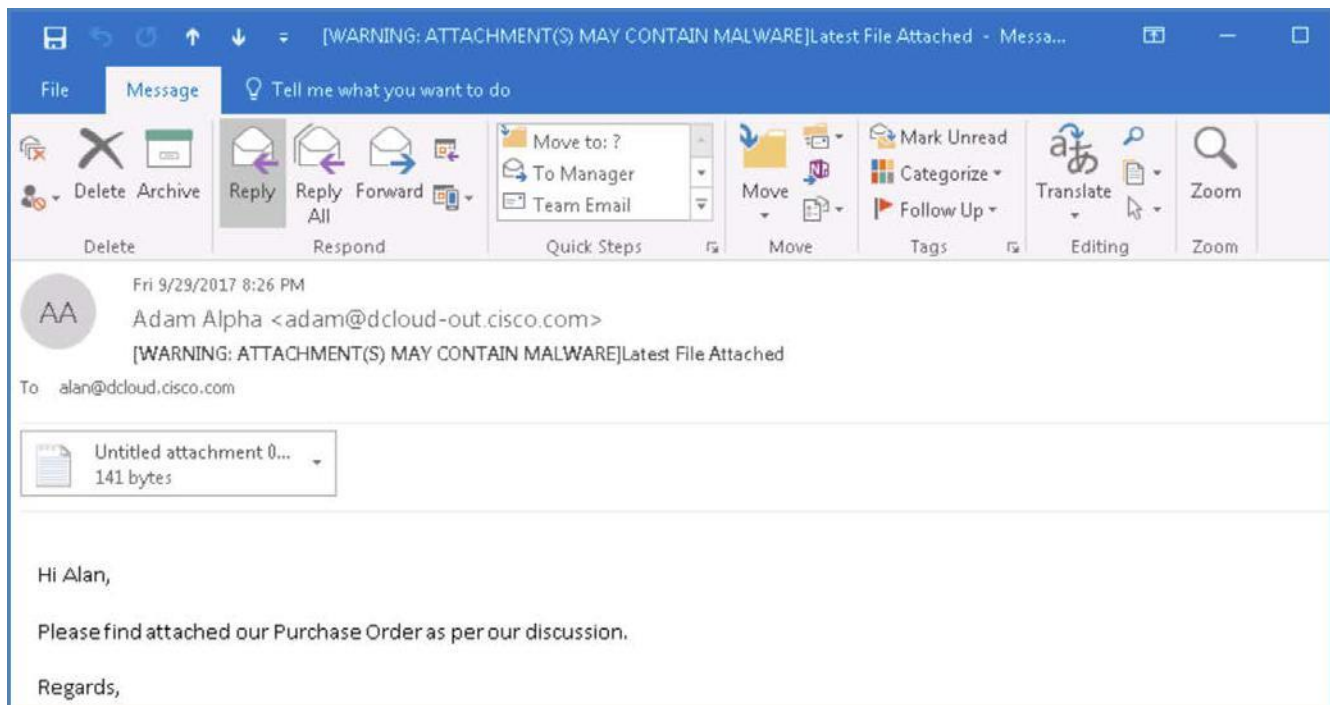 [WARNING: ATTACHMENT(S) MAY CONTAIN MALWARE]Latest File Attached - Messa...
File Message Tell me what you want to do
Delete Archive Reply Reply All Forward Move to: ? To Manager Team Email Move Mark Unread Categorize Follow Up Translate Zoom
Delete Respond Quick Steps Move Tags Editing Zoom
AA
Fri 9/29/2017 8:26 PM
Adam Alpha <adam@dcloud-out.cisco.com>
[WARNING: ATTACHMENT(S) MAY CONTAIN MALWARE]Latest File Attached
To alan@dcloud.cisco.com
Untitled attachment 0...
141 bytes
Hi Alan,
Please find attached our Purchase Order as per our discussion.
Regards,